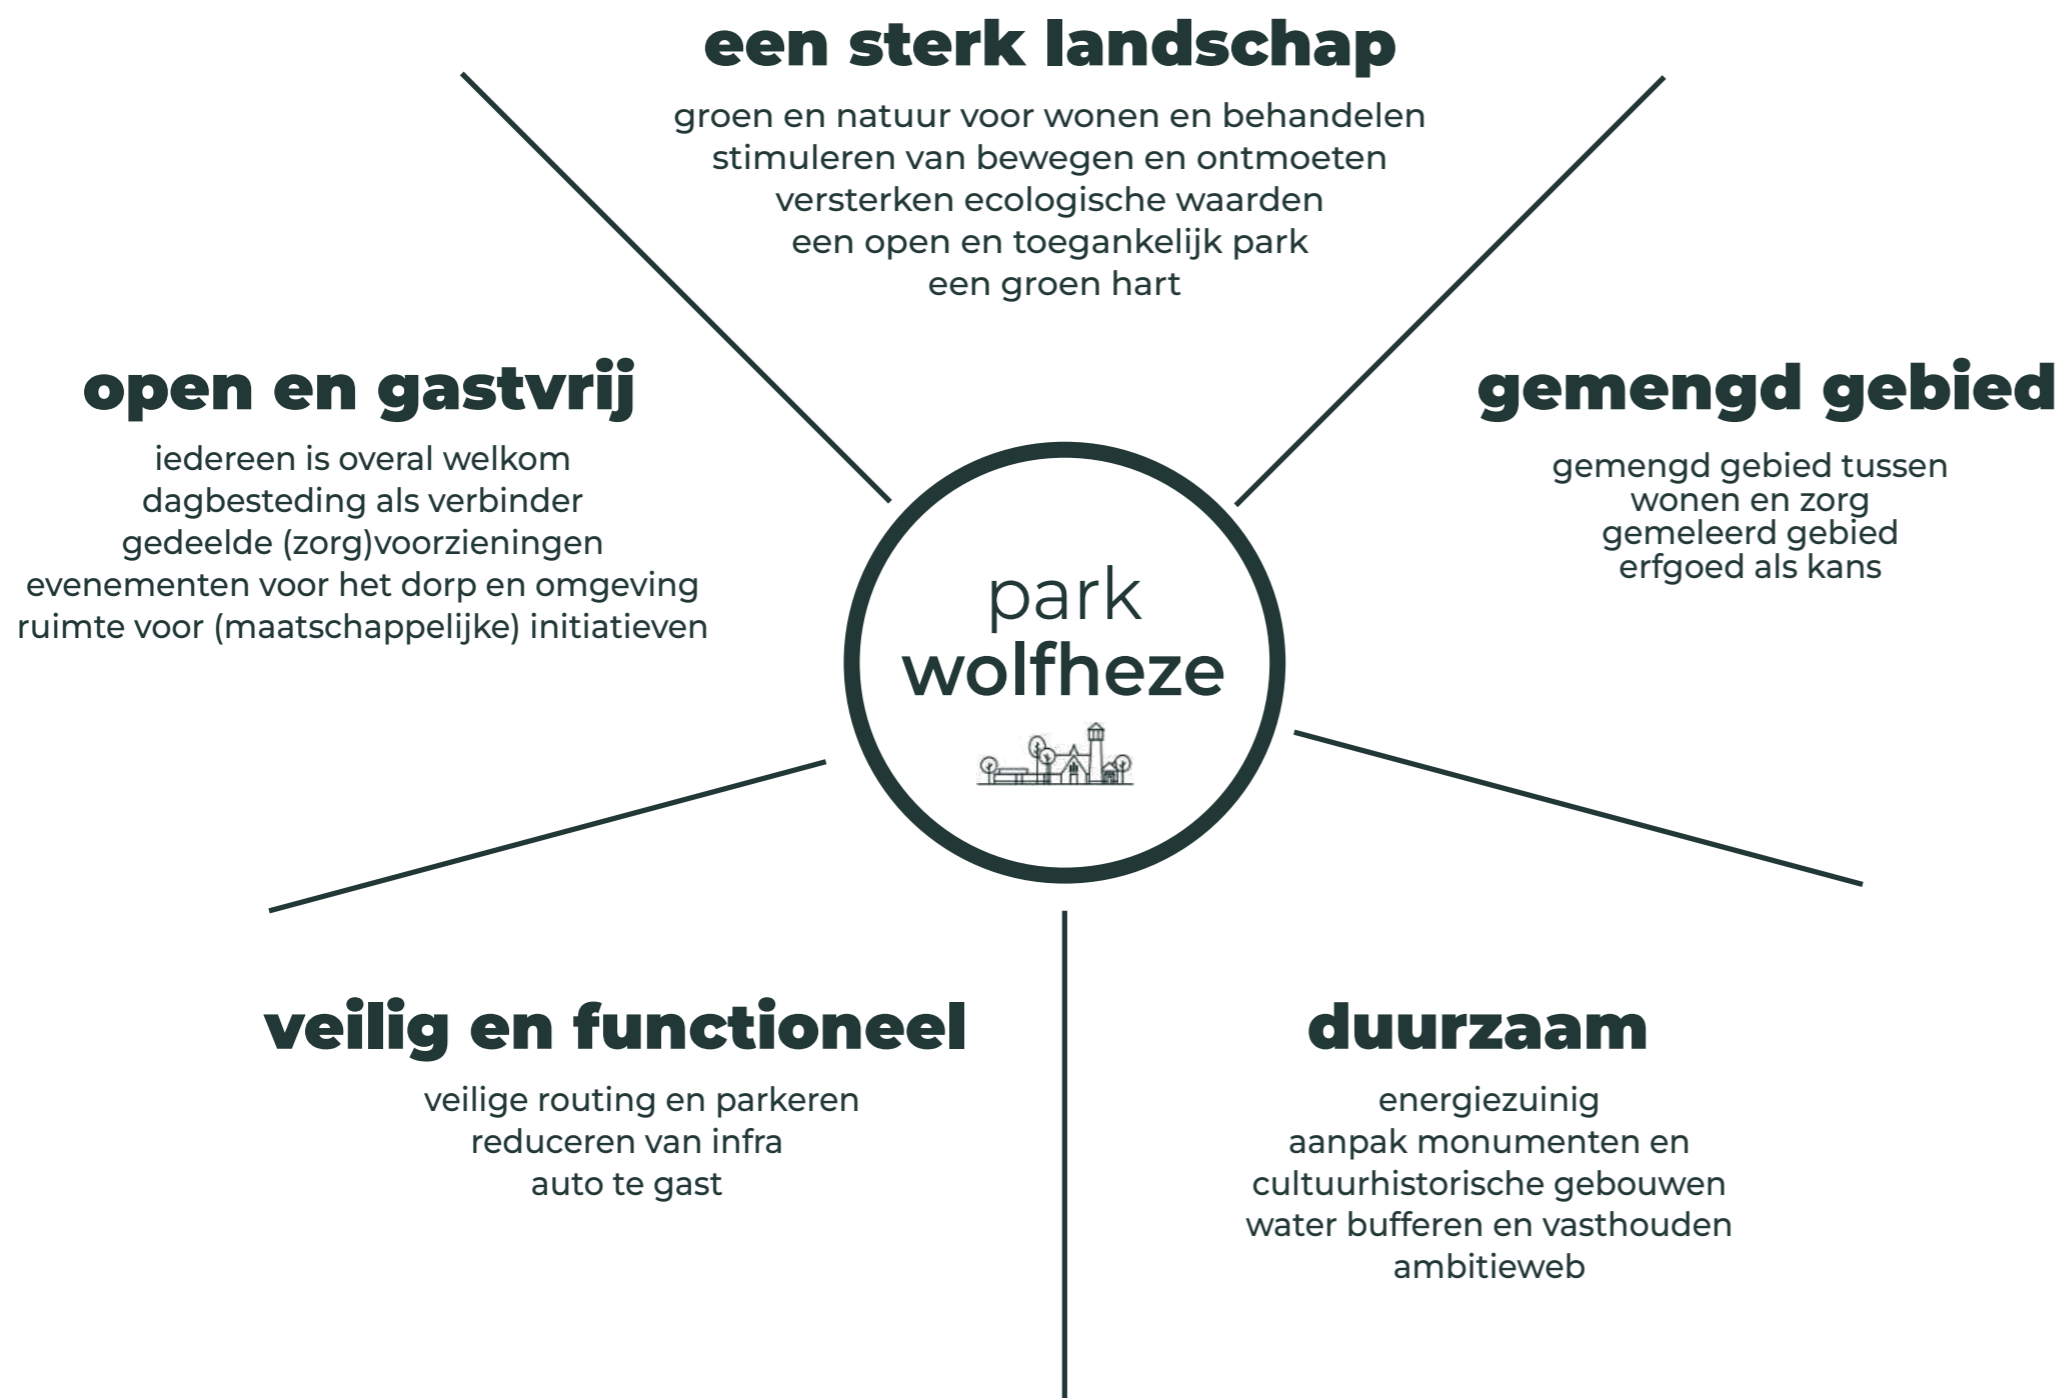 een sterk landschap
groen en natuur voor wonen en behandelen
stimuleren van bewegen en ontmoeten
versterken ecologische waarden
een open en toegankelijk park
een groen hart
open en gastvrij
iedereen is overal welkom
dagbesteding als verbinder
gedeelde (zorg)voorzieningen
evenementen voor het dorp en omgeving
ruimte voor (maatschappelijke) initiatieven
gemengd gebied
gemengd gebied tussen
wonen en zorg
gemeleerd gebied
erfgoed als kans
park
wolfheze
veilig en functioneel
veilige routing en parkeren
reduceren van infra
auto te gast
duurzaam
energiezuinig
aanpak monumenten en
cultuurhistorische gebouwen
water bufferen en vasthouden
ambitieweb